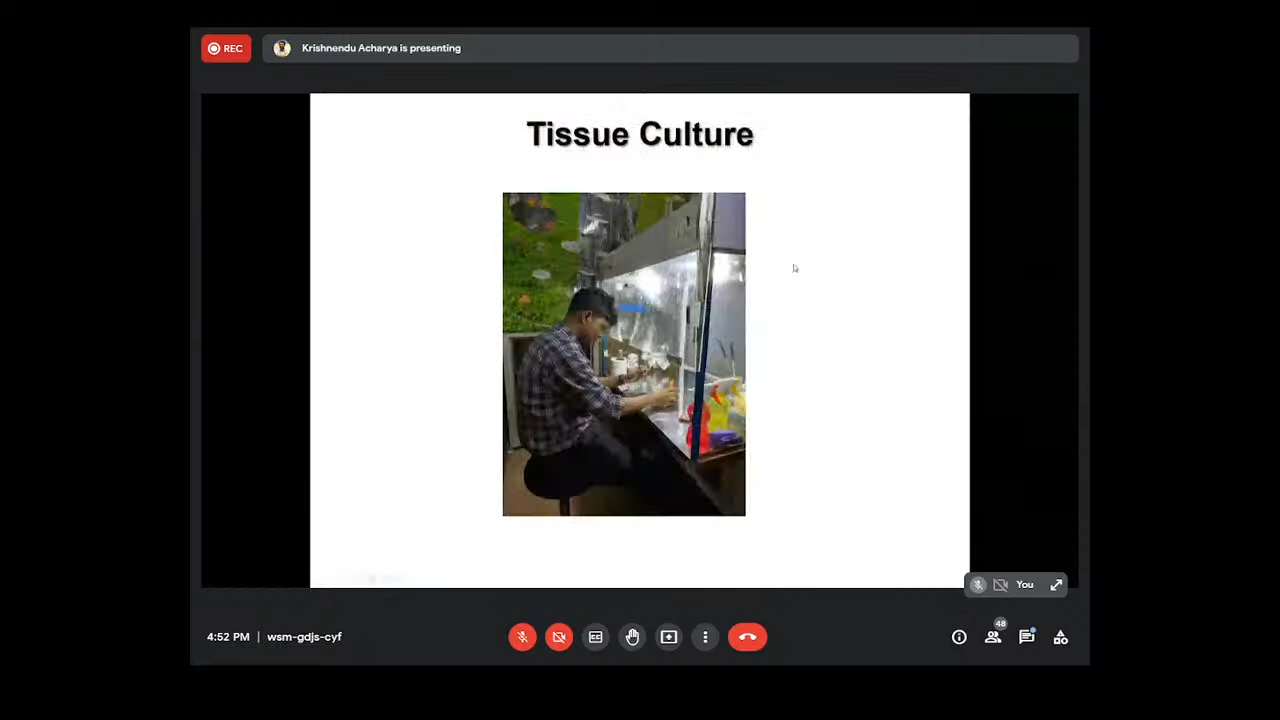 REC
Krishnendu Acharya is presenting
Tissue Culture
You
4:52 PM | wsm-gdjs-cyf
48